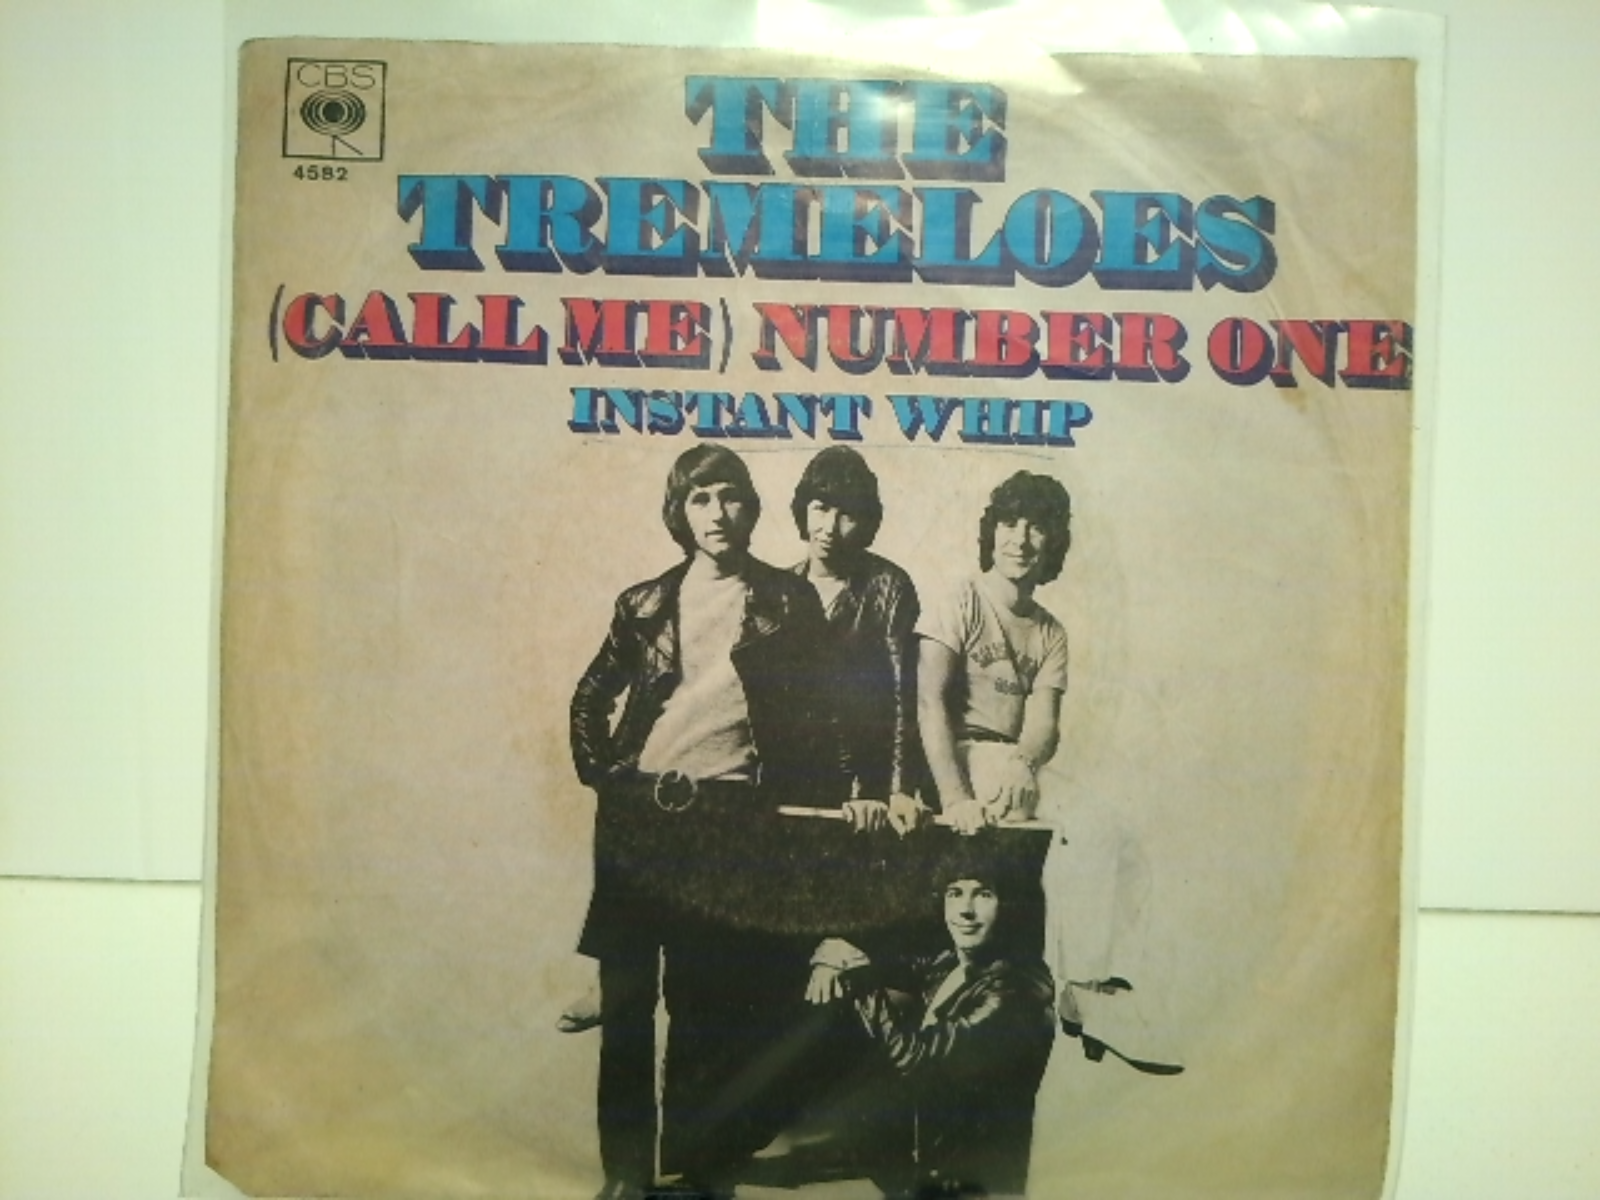 CBS
4582
THE
TREMELOES
(CALL ME) NUMBER ONE
INSTANT WHIP